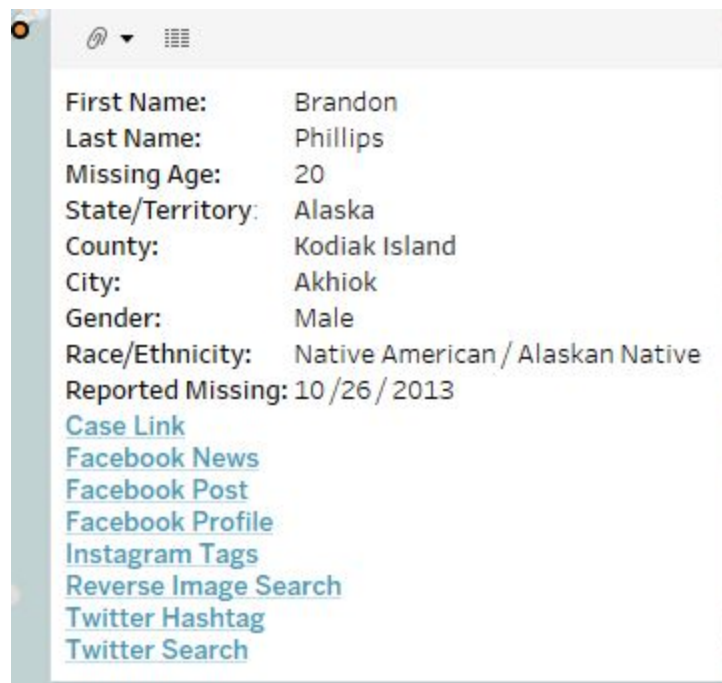 First Name: Brandon
Last Name: Phillips
Missing Age: 20
State/Territory: Alaska
County: Kodiak Island
City: Akhiok
Gender: Male
Race/Ethnicity: Native American / Alaskan Native
Reported Missing: 10 /26 / 2013
Case Link
Facebook News
Facebook Post
Facebook Profile
Instagram Tags
Reverse Image Search
Twitter Hashtag
Twitter Search